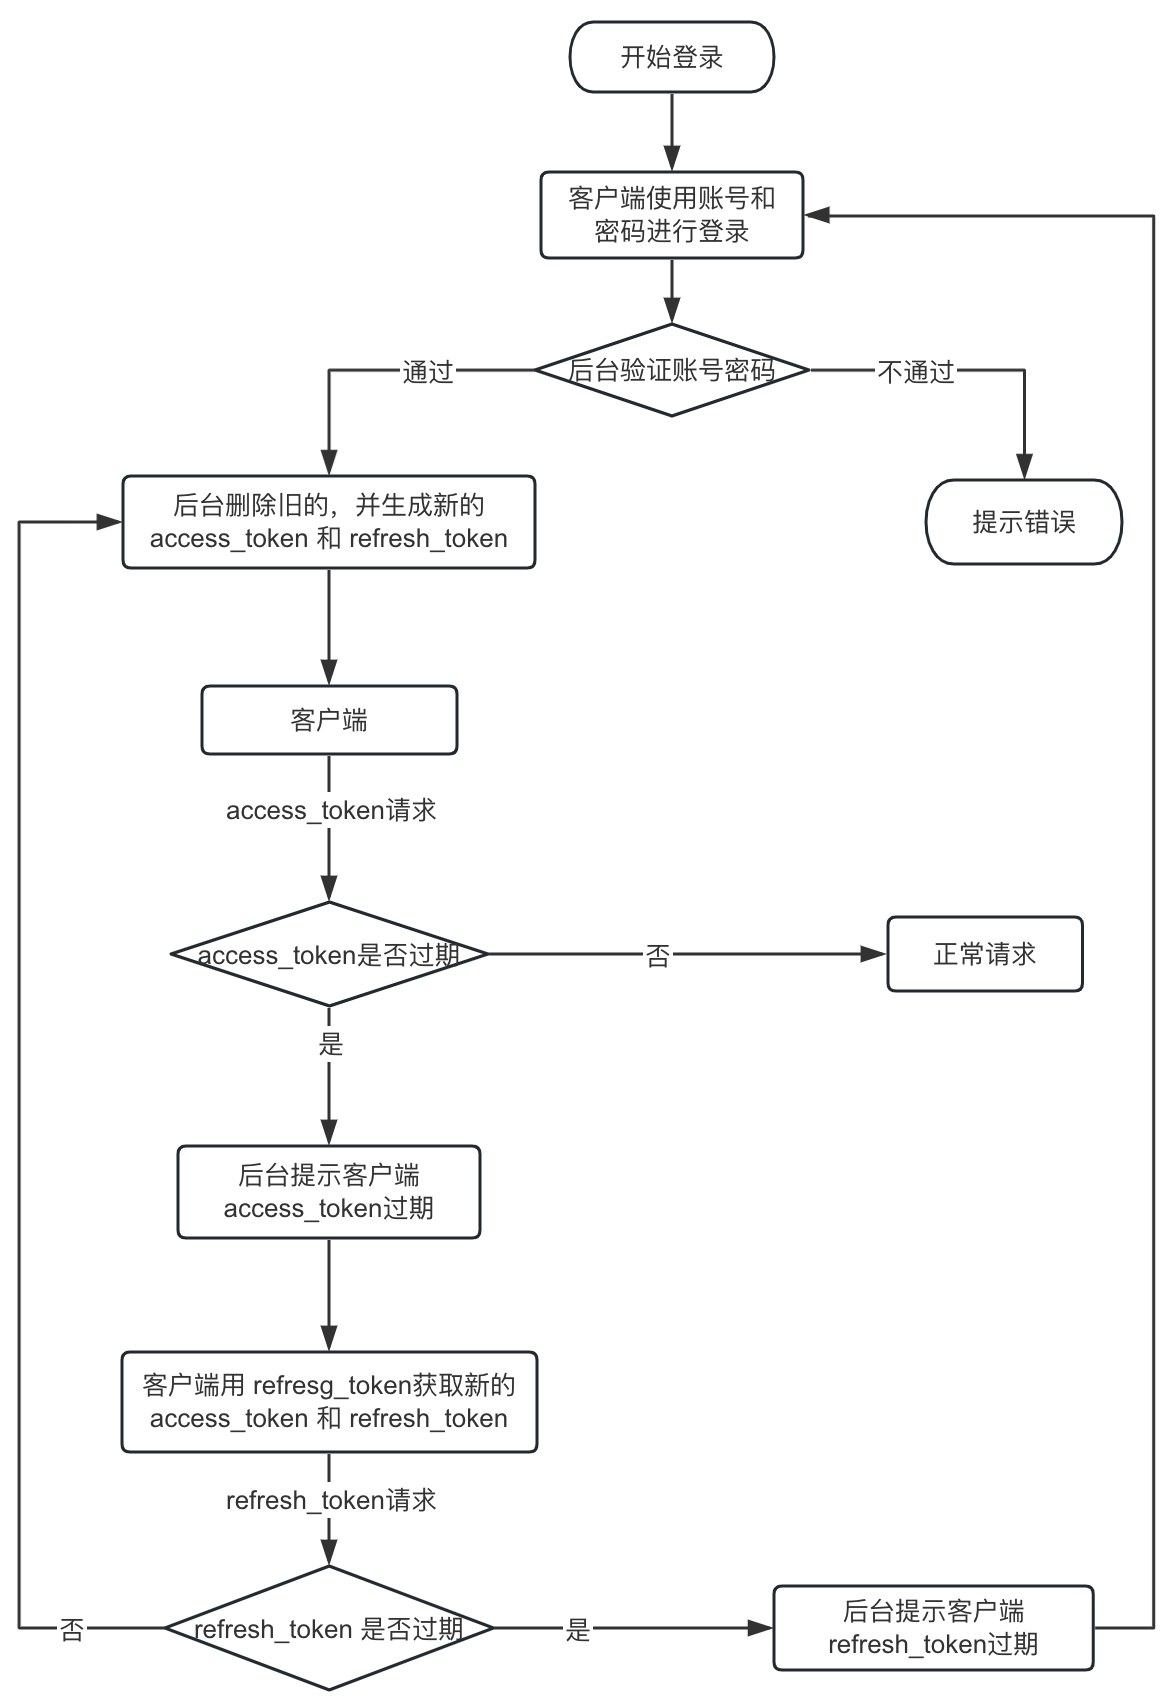 开始登录
客户端使用账号和
密码进行登录
后台验证账号密码
通过
不通过
后台删除旧的，并生成新的
access_token 和 refresh_token
提示错误
客户端
access_token请求
access_token是否过期
否
正常请求
是
后台提示客户端
access_token过期
客户端用 refresg_token获取新的
access_token 和 refresh_token
refresh_token请求
refresh_token 是否过期
否
是
后台提示客户端
refresh_token过期